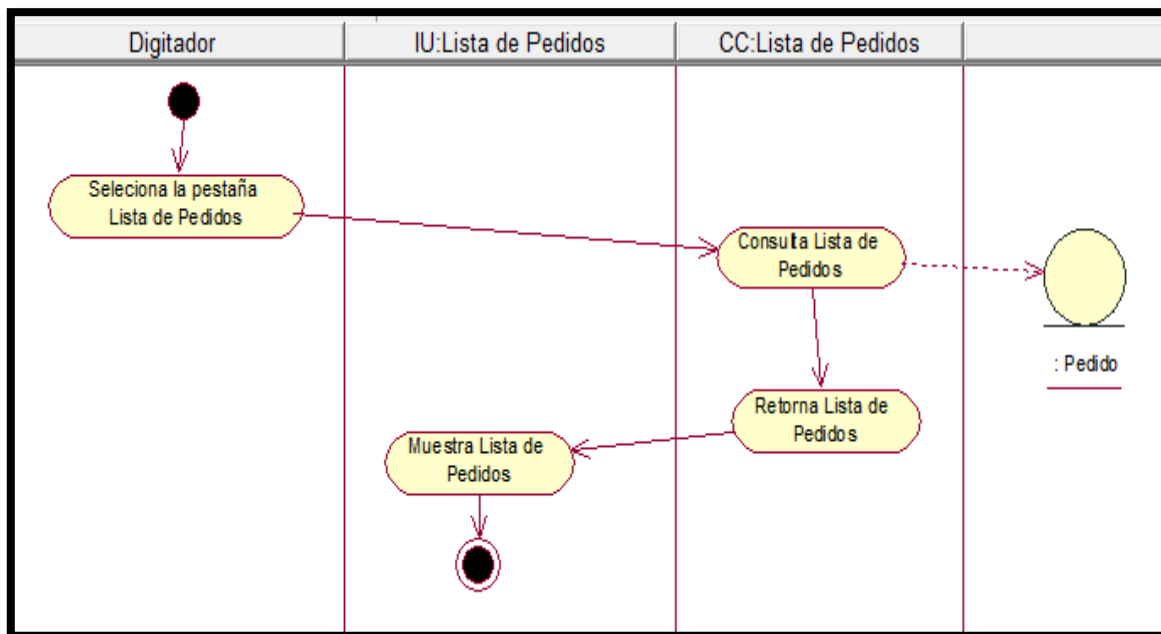 Digitador
IU:Lista de Pedidos
CC:Lista de Pedidos
Seleciona la pestaña
Lista de Pedidos
Consulta Lista de
Pedidos
: Pedido
Retorna Lista de
Pedidos
Muestra Lista de
Pedidos